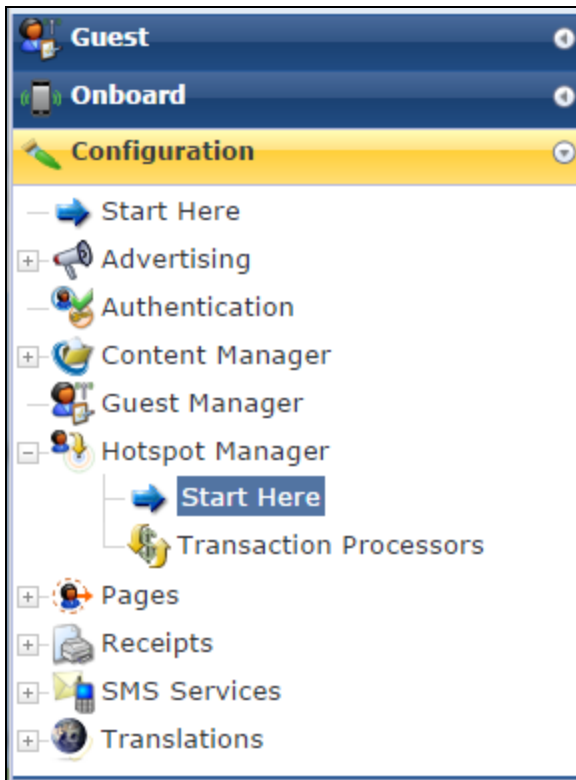 Guest
Onboard
Configuration
Start Here
Advertising
Authentication
Content Manager
Guest Manager
Hotspot Manager
Start Here
Transaction Processors
Pages
Receipts
SMS Services
Translations